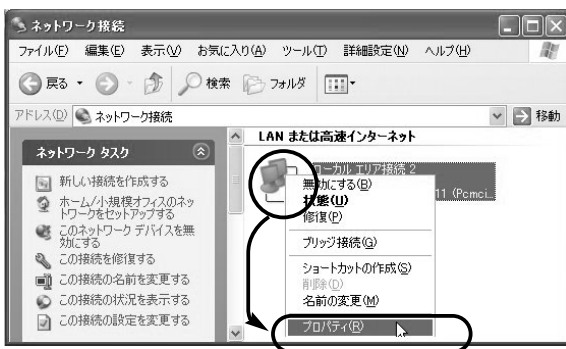 ネットワーク接続
ファイル(F) 編集(E) 表示(V) お気に入り(A) ツール(T) 詳細設定(N) ヘルプ(H)
戻る 検索 フォルダ
アドレス(D) ネットワーク接続 移動
ネットワーク タスク
新しい接続を作成する
ホーム/小規模オフィスのネッ
トワークをセットアップする
このネットワーク デバイスを無
効にする
この接続を修復する
この接続の名前を変更する
この接続の状況を表示する
この接続の設定を変更する
LAN または高速インターネット
ローカル エリア接続 2
11 (Pcmci...
無効にする(B)
状態(U)
修復(P)
ブリッジ接続(G)
ショートカットの作成(S)
削除(D)
名前の変更(M)
プロパティ(R)